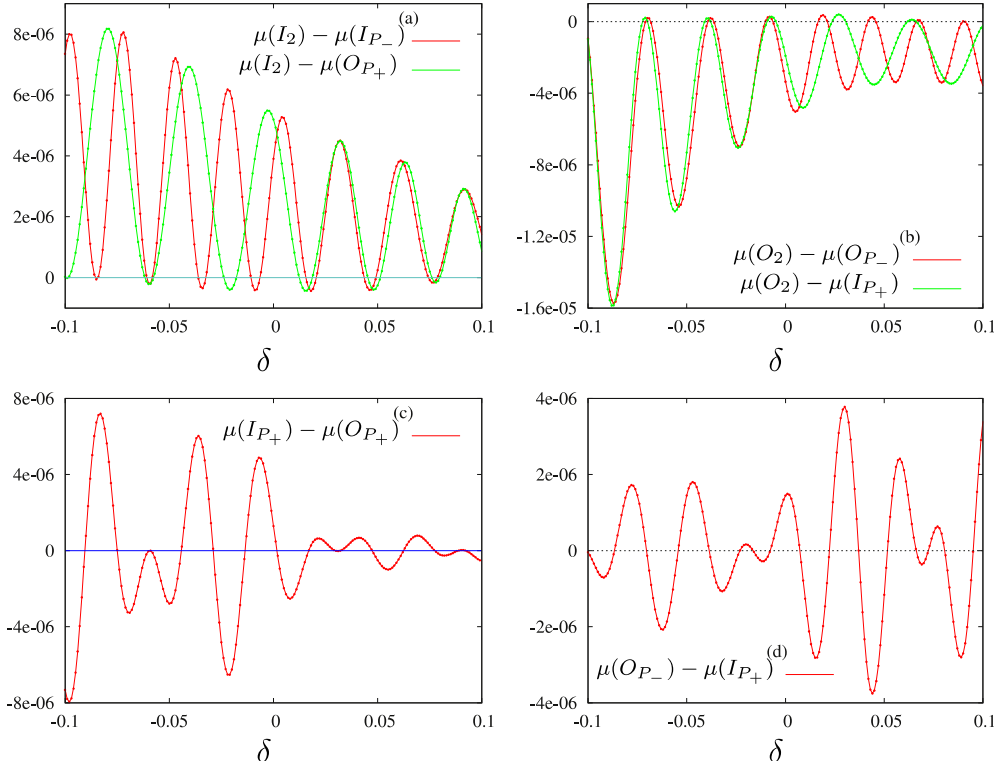 (a)
μ(I₂) − μ(I_{P₋})
μ(I₂) − μ(O_{P₊})
8e-06
6e-06
4e-06
2e-06
0
-0.1 -0.05 0 0.05 0.1
δ
0
-4e-06
-8e-06
-1.2e-05
-1.6e-05
(b)
μ(O₂) − μ(O_{P₋})
μ(O₂) − μ(I_{P₊})
-0.1 -0.05 0 0.05 0.1
δ
8e-06
4e-06
0
-4e-06
-8e-06
(c)
μ(I_{P₊}) − μ(O_{P₊})
-0.1 -0.05 0 0.05 0.1
δ
4e-06
2e-06
0
-2e-06
-4e-06
(d)
μ(O_{P₋}) − μ(I_{P₊})
-0.1 -0.05 0 0.05 0.1
δ